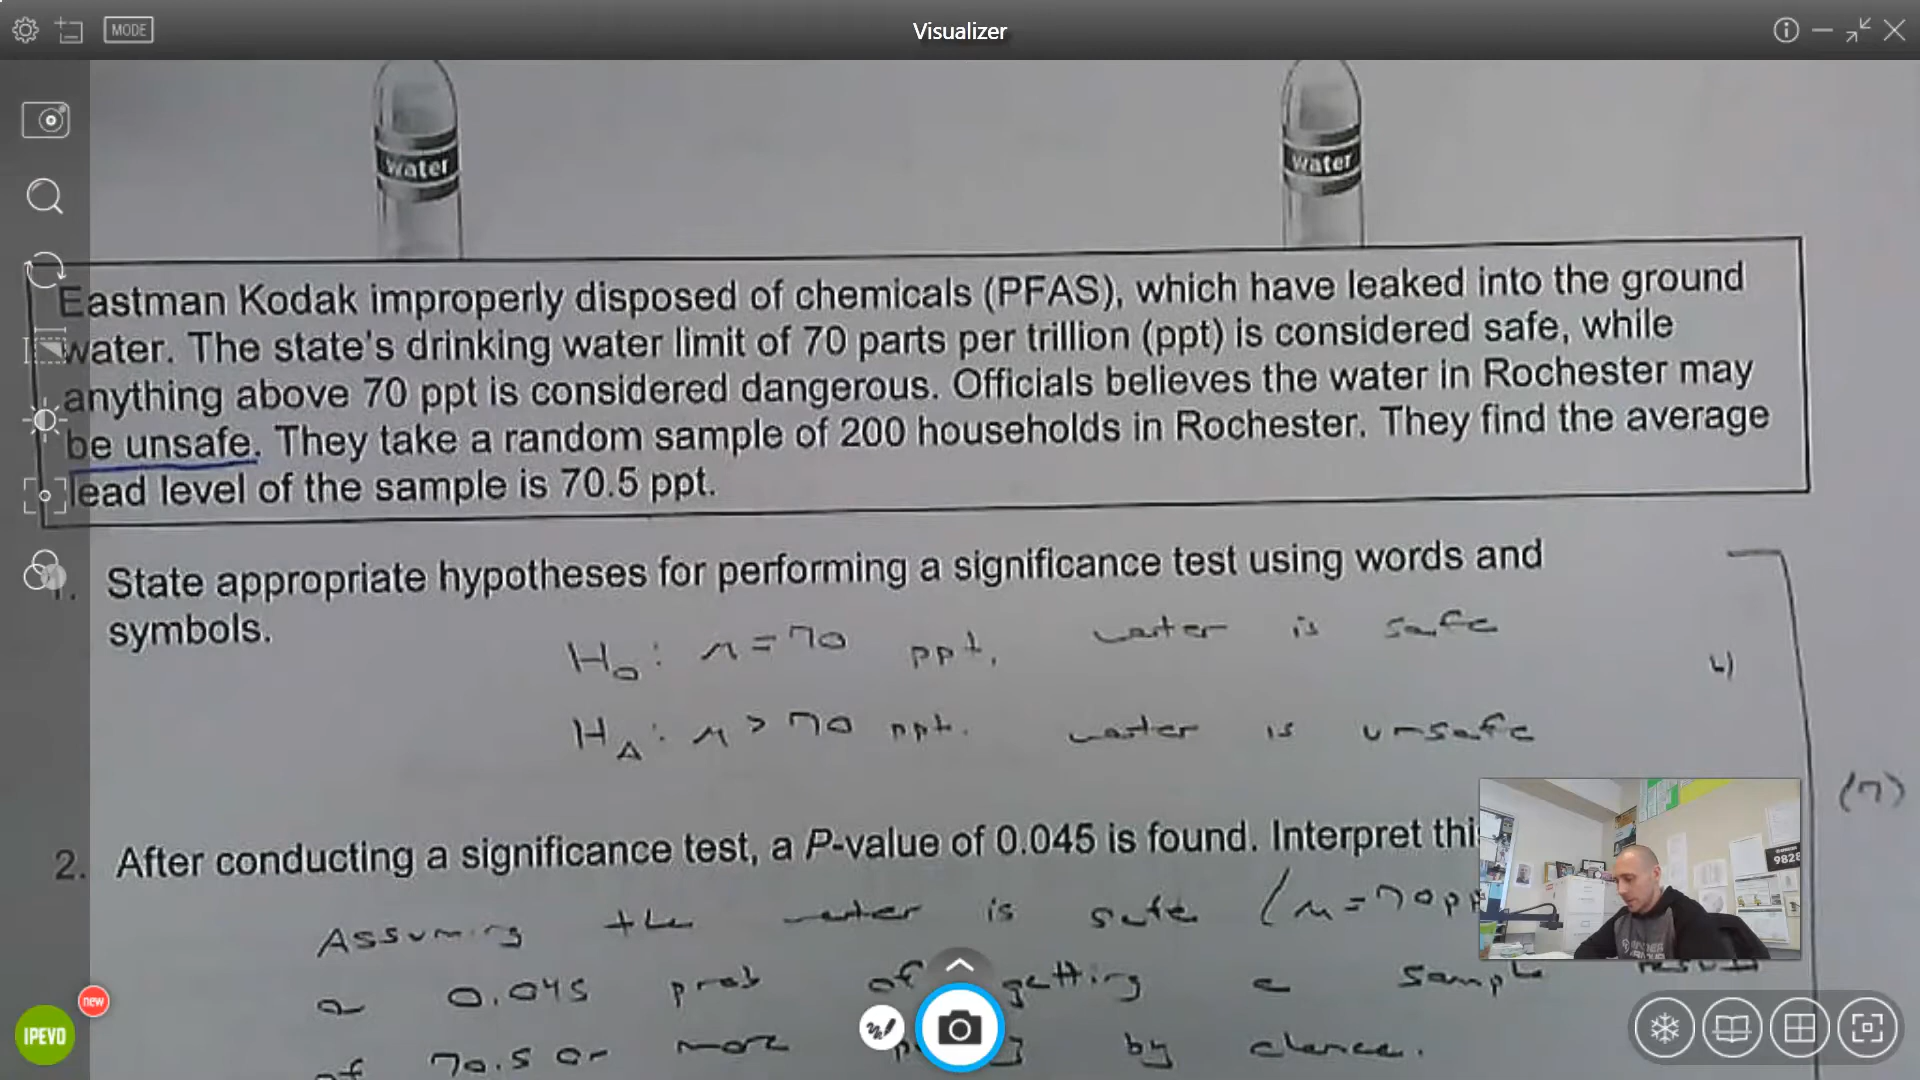 MODE
Visualizer
water
water
Eastman Kodak improperly disposed of chemicals (PFAS), which have leaked into the ground
water. The state's drinking water limit of 70 parts per trillion (ppt) is considered safe, while
anything above 70 ppt is considered dangerous. Officials believes the water in Rochester may
be unsafe. They take a random sample of 200 households in Rochester. They find the average
lead level of the sample is 70.5 ppt.
1. State appropriate hypotheses for performing a significance test using words and
symbols.
H₀: μ = 70 ppt. water is safe
Hₐ: μ > 70 ppt. water is unsafe
(7)
2. After conducting a significance test, a P-value of 0.045 is found. Interpret
Assuming the water is safe (μ = 70
a 0.045 prob of getting a sample
of 70.5 or more by chance.
9828
new
IPEVO